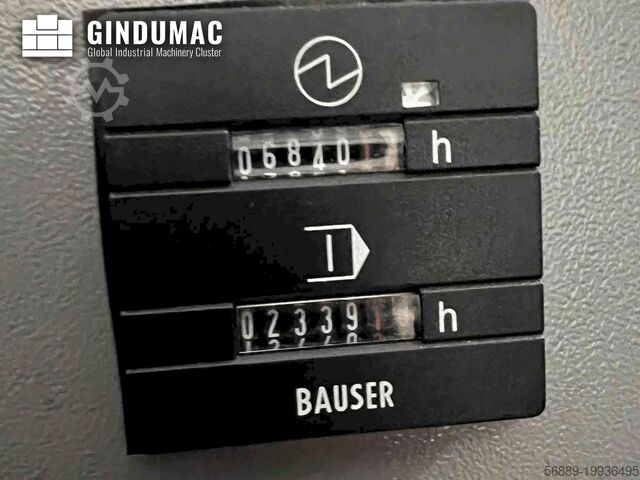 GINDUMAC
Global Industrial Machinery Cluster
06840 h
02339 h
BAUSER
56889-19936495